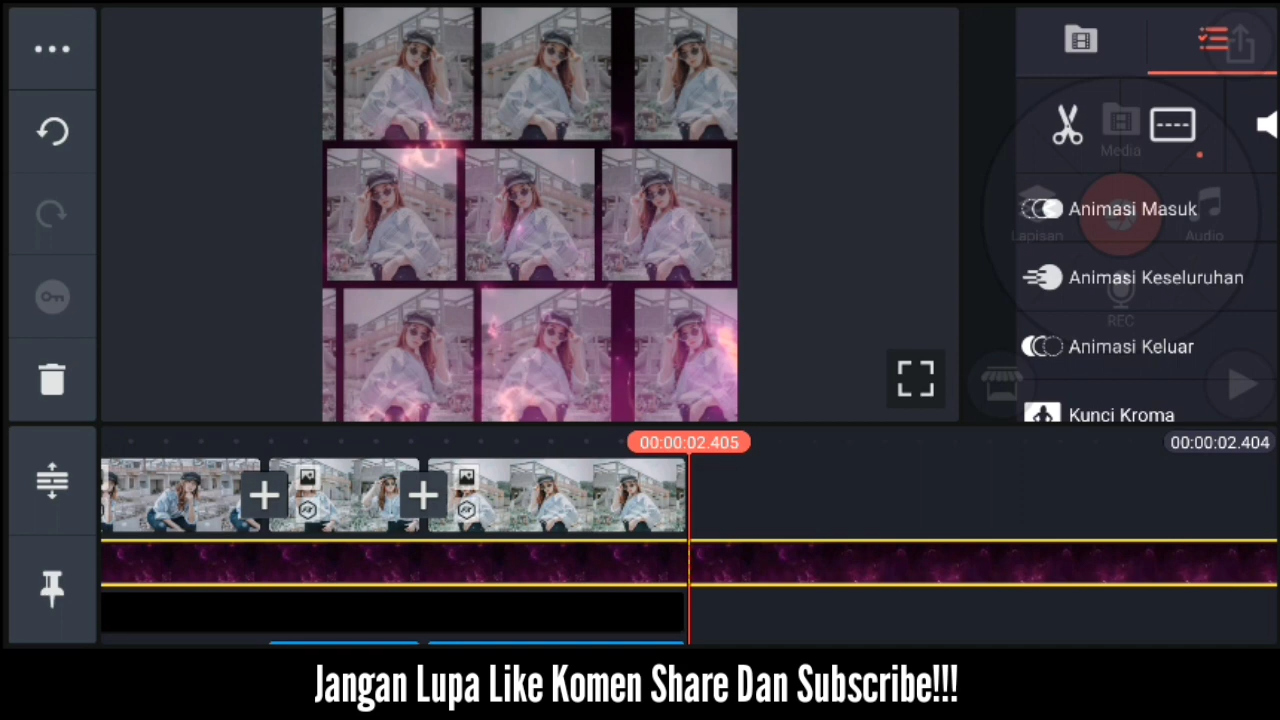 Media
Animasi Masuk
Lapisan
Audio
Animasi Keseluruhan
REC
Animasi Keluar
Kunci Kroma
00:00:02.405
00:00:02.404
Jangan Lupa Like Komen Share Dan Subscribe!!!